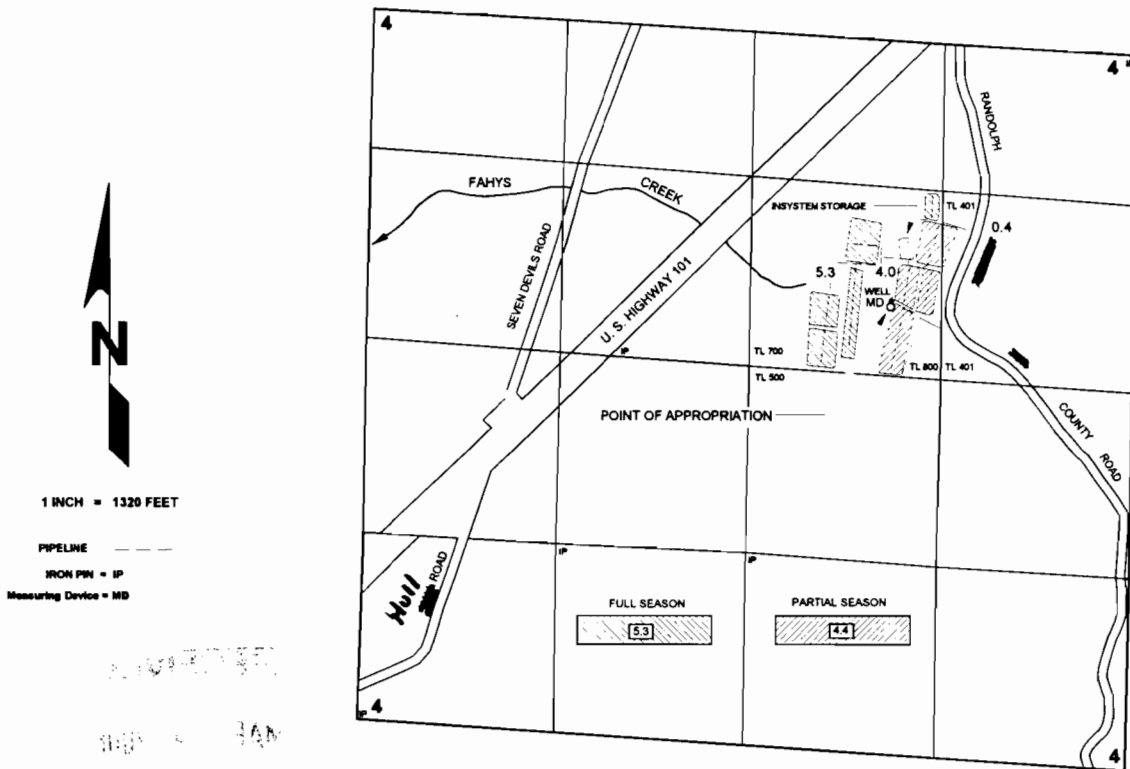 4
4
RANDOLPH
FAHYS
CREEK
INSYSTEM STORAGE
TL 401
0.4
SEVEN DEVILS ROAD
U. S. HIGHWAY 101
5.3
4.0
WELL
MD
N
IP
TL 700
TL 500
TL 800
TL 401
POINT OF APPROPRIATION
COUNTY
ROAD
1 INCH = 1320 FEET
PIPELINE
IRON PIN = IP
Measuring Device = MD
IP
IP
Hull
ROAD
FULL SEASON
5.3
PARTIAL SEASON
4.4
IP
4
4